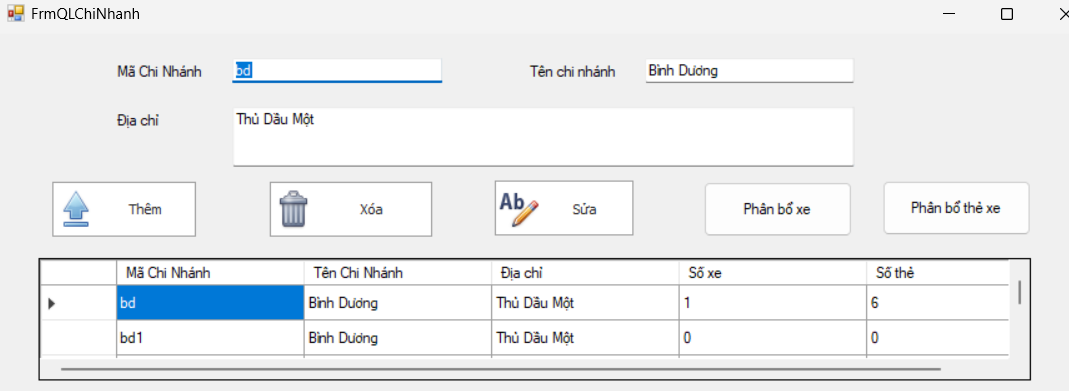 FrmQLChiNhanh
Mã Chi Nhánh bd Tên chi nhánh Bình Dương
Địa chỉ Thủ Dầu Một
Thêm Xóa Ab Sửa Phân bổ xe Phân bổ thẻ xe
Mã Chi Nhánh Tên Chi Nhánh Địa chỉ Số xe Số thẻ
bd Bình Dương Thủ Dầu Một 1 6
bd1 Bình Dương Thủ Dầu Một 0 0